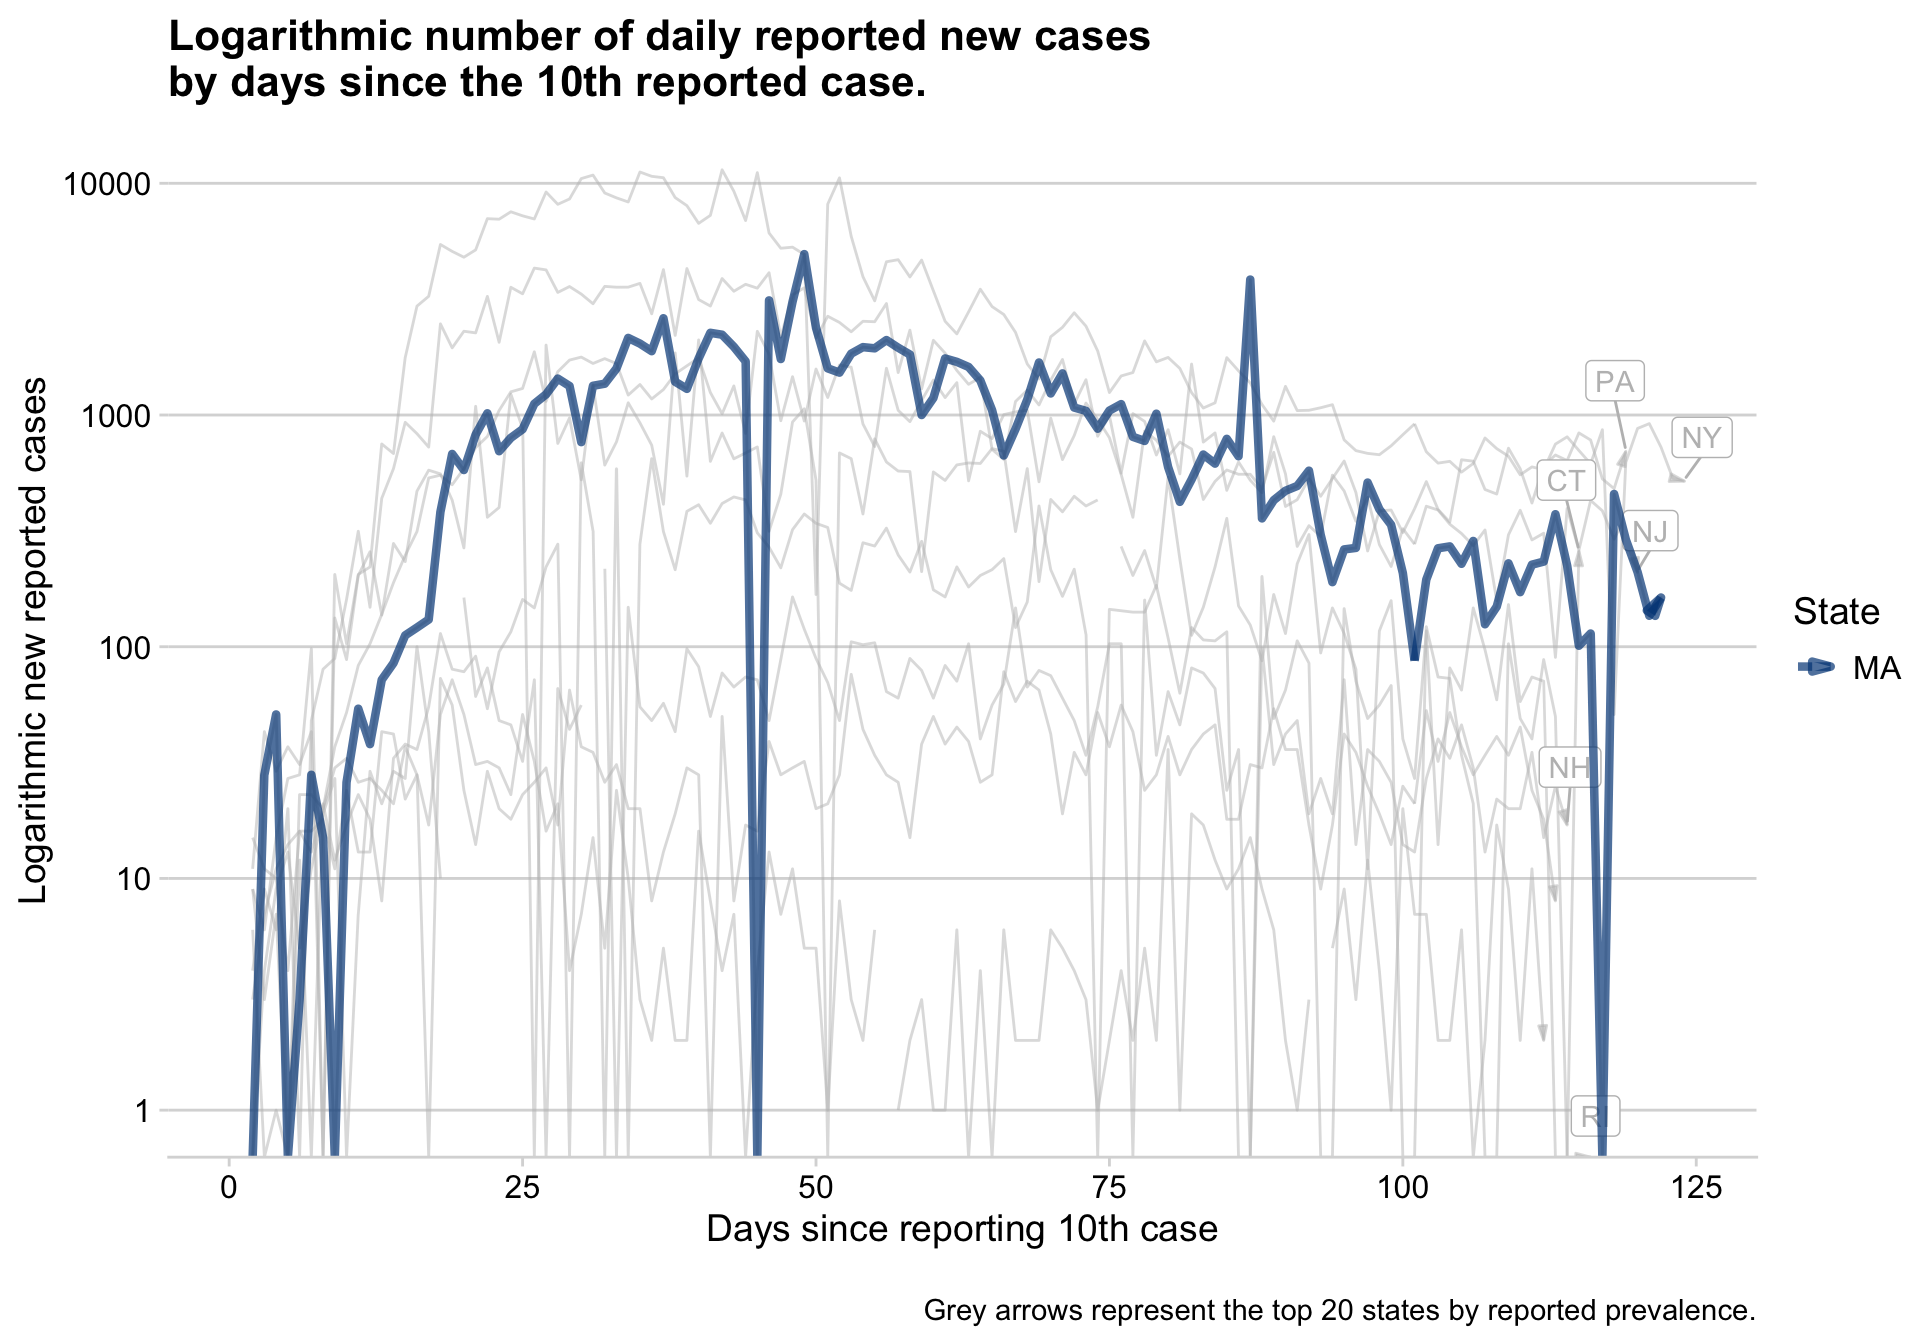 Logarithmic number of daily reported new cases
by days since the 10th reported case.
Logarithmic new reported cases
10000
1000
100
10
1
PA
NY
CT
NJ
NH
RI
State
MA
0
25
50
75
100
125
Days since reporting 10th case
Grey arrows represent the top 20 states by reported prevalence.